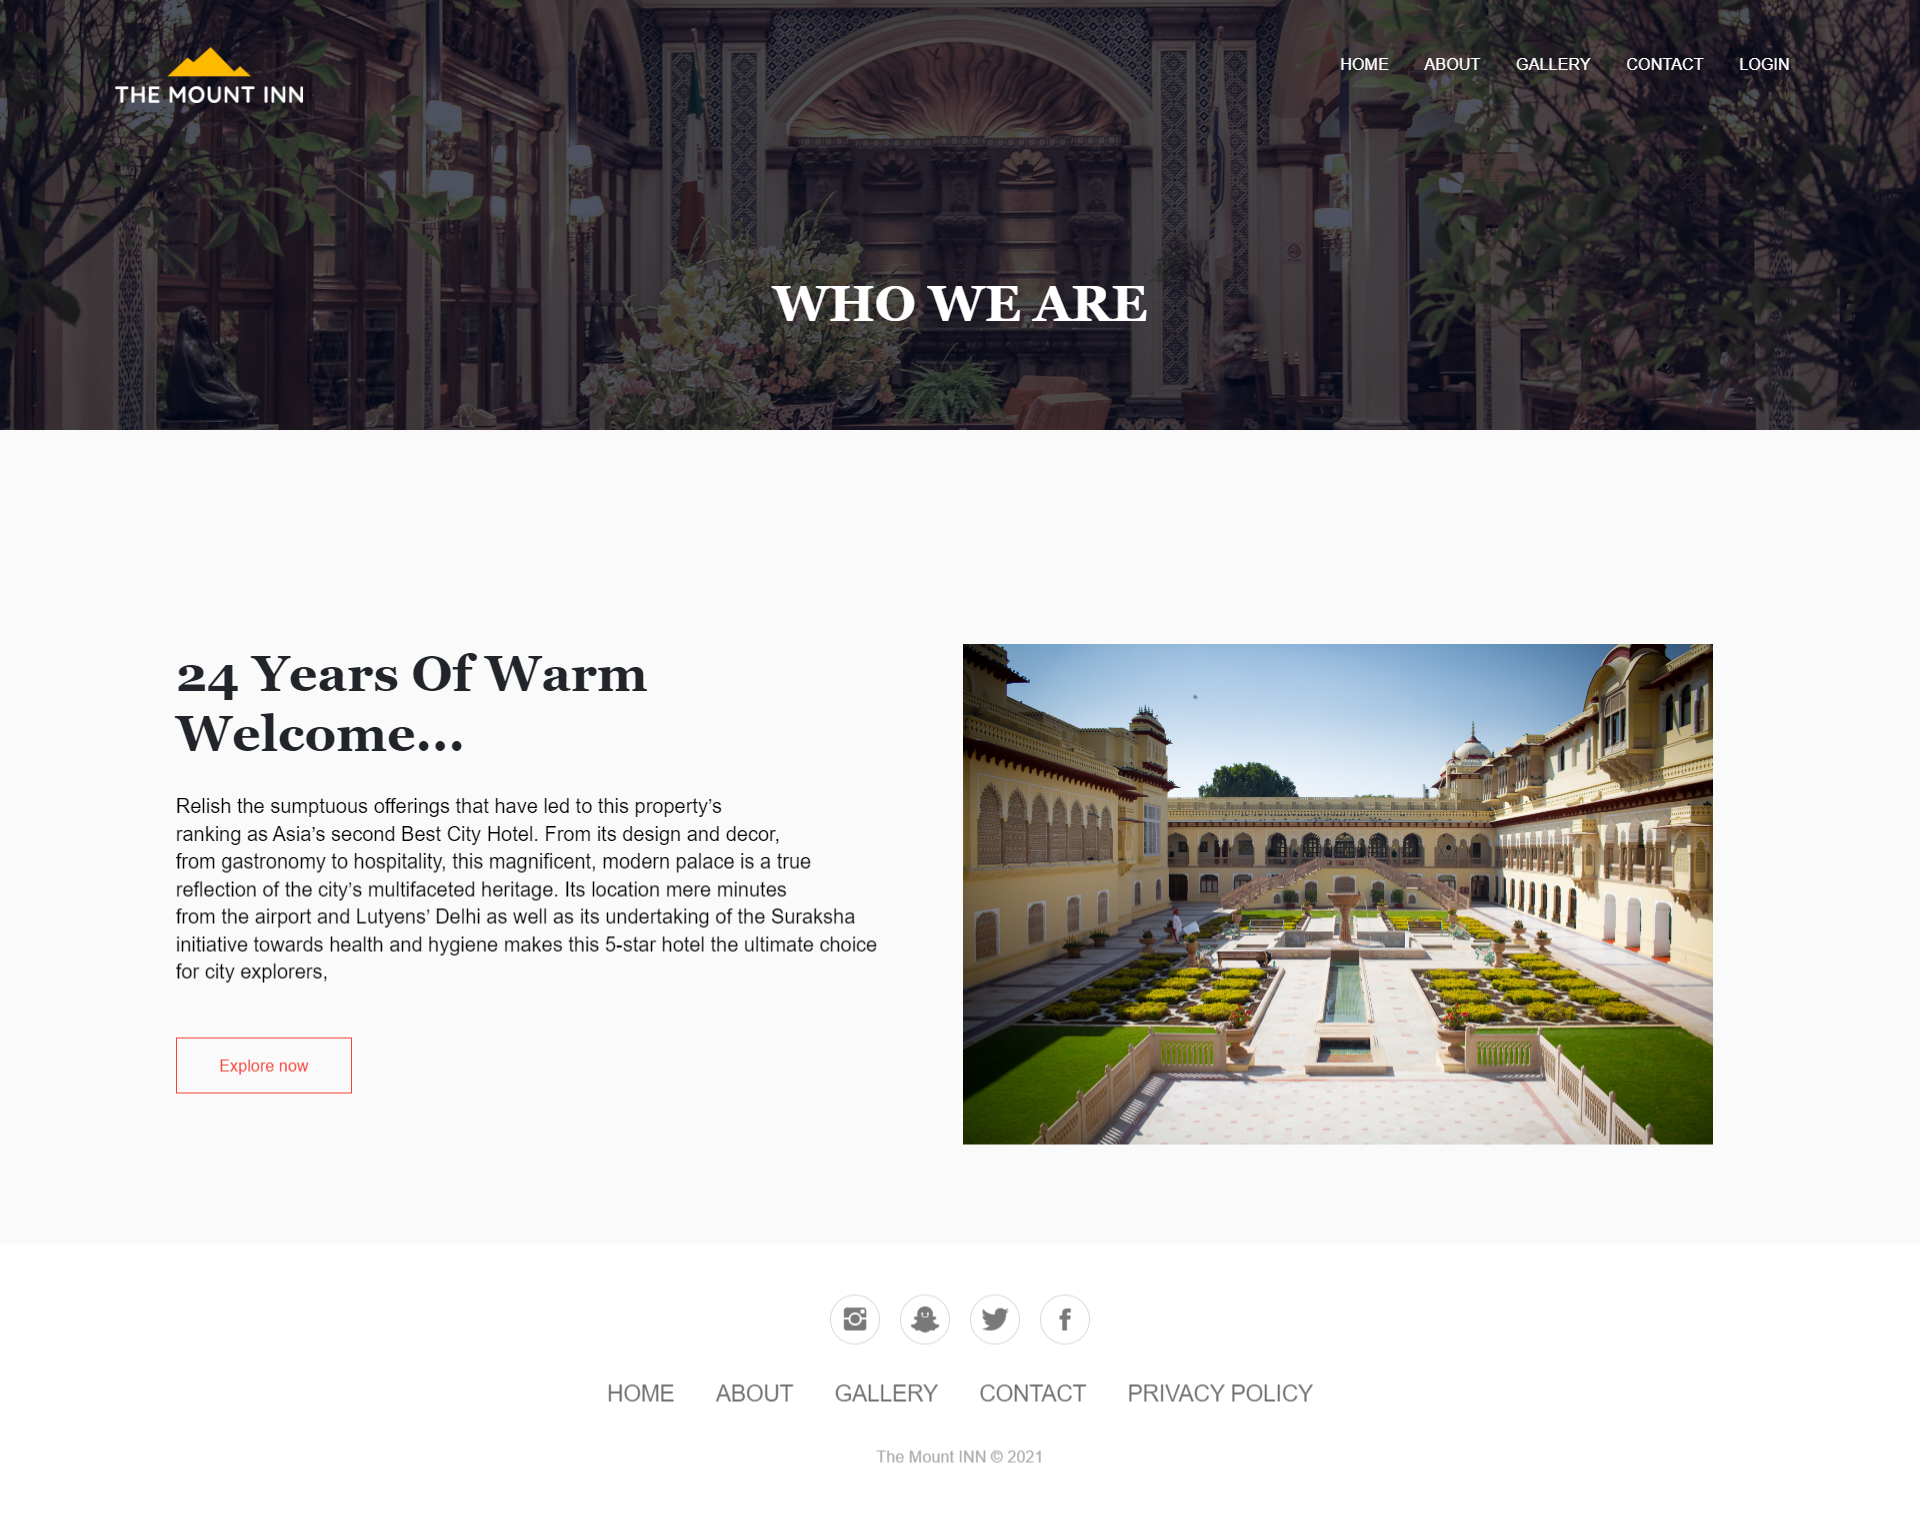 THE MOUNT INN
HOME ABOUT GALLERY CONTACT LOGIN
WHO WE ARE
24 Years Of Warm
Welcome...
Relish the sumptuous offerings that have led to this property’s
ranking as Asia’s second Best City Hotel. From its design and decor,
from gastronomy to hospitality, this magnificent, modern palace is a true
reflection of the city’s multifaceted heritage. Its location mere minutes
from the airport and Lutyens’ Delhi as well as its undertaking of the Suraksha
initiative towards health and hygiene makes this 5-star hotel the ultimate choice
for city explorers,
Explore now
HOME ABOUT GALLERY CONTACT PRIVACY POLICY
The Mount INN © 2021